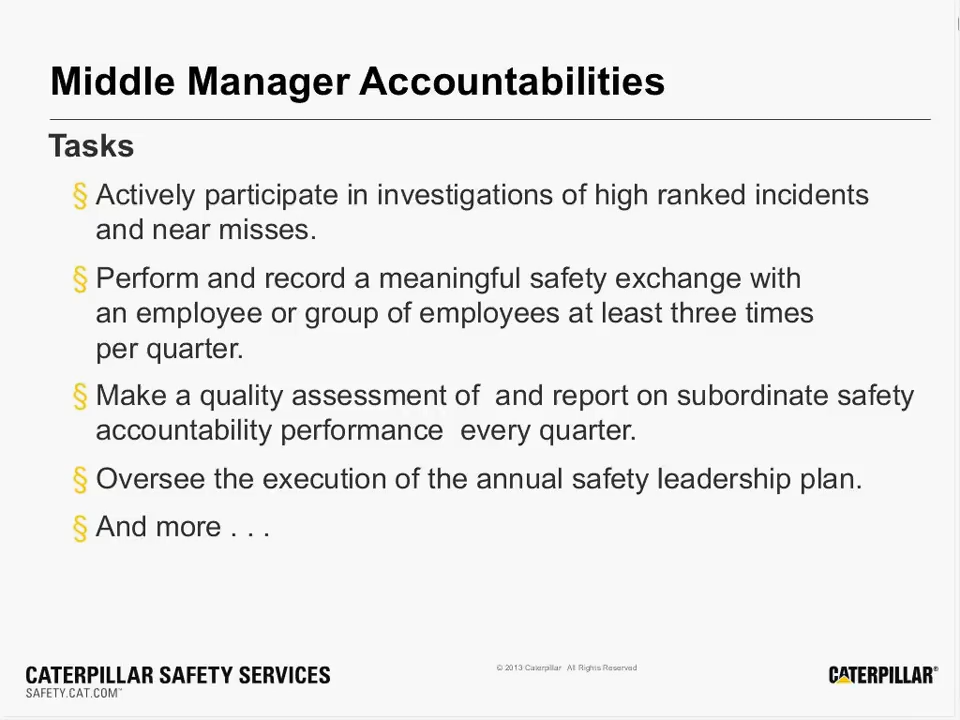 Middle Manager Accountabilities
Tasks
§ Actively participate in investigations of high ranked incidents
and near misses.
§ Perform and record a meaningful safety exchange with
an employee or group of employees at least three times
per quarter.
§ Make a quality assessment of  and report on subordinate safety
accountability performance  every quarter.
§ Oversee the execution of the annual safety leadership plan.
§ And more . . .
CATERPILLAR SAFETY SERVICES
SAFETY.CAT.COM™
© 2013 Caterpillar  All Rights Reserved
CATERPILLAR®